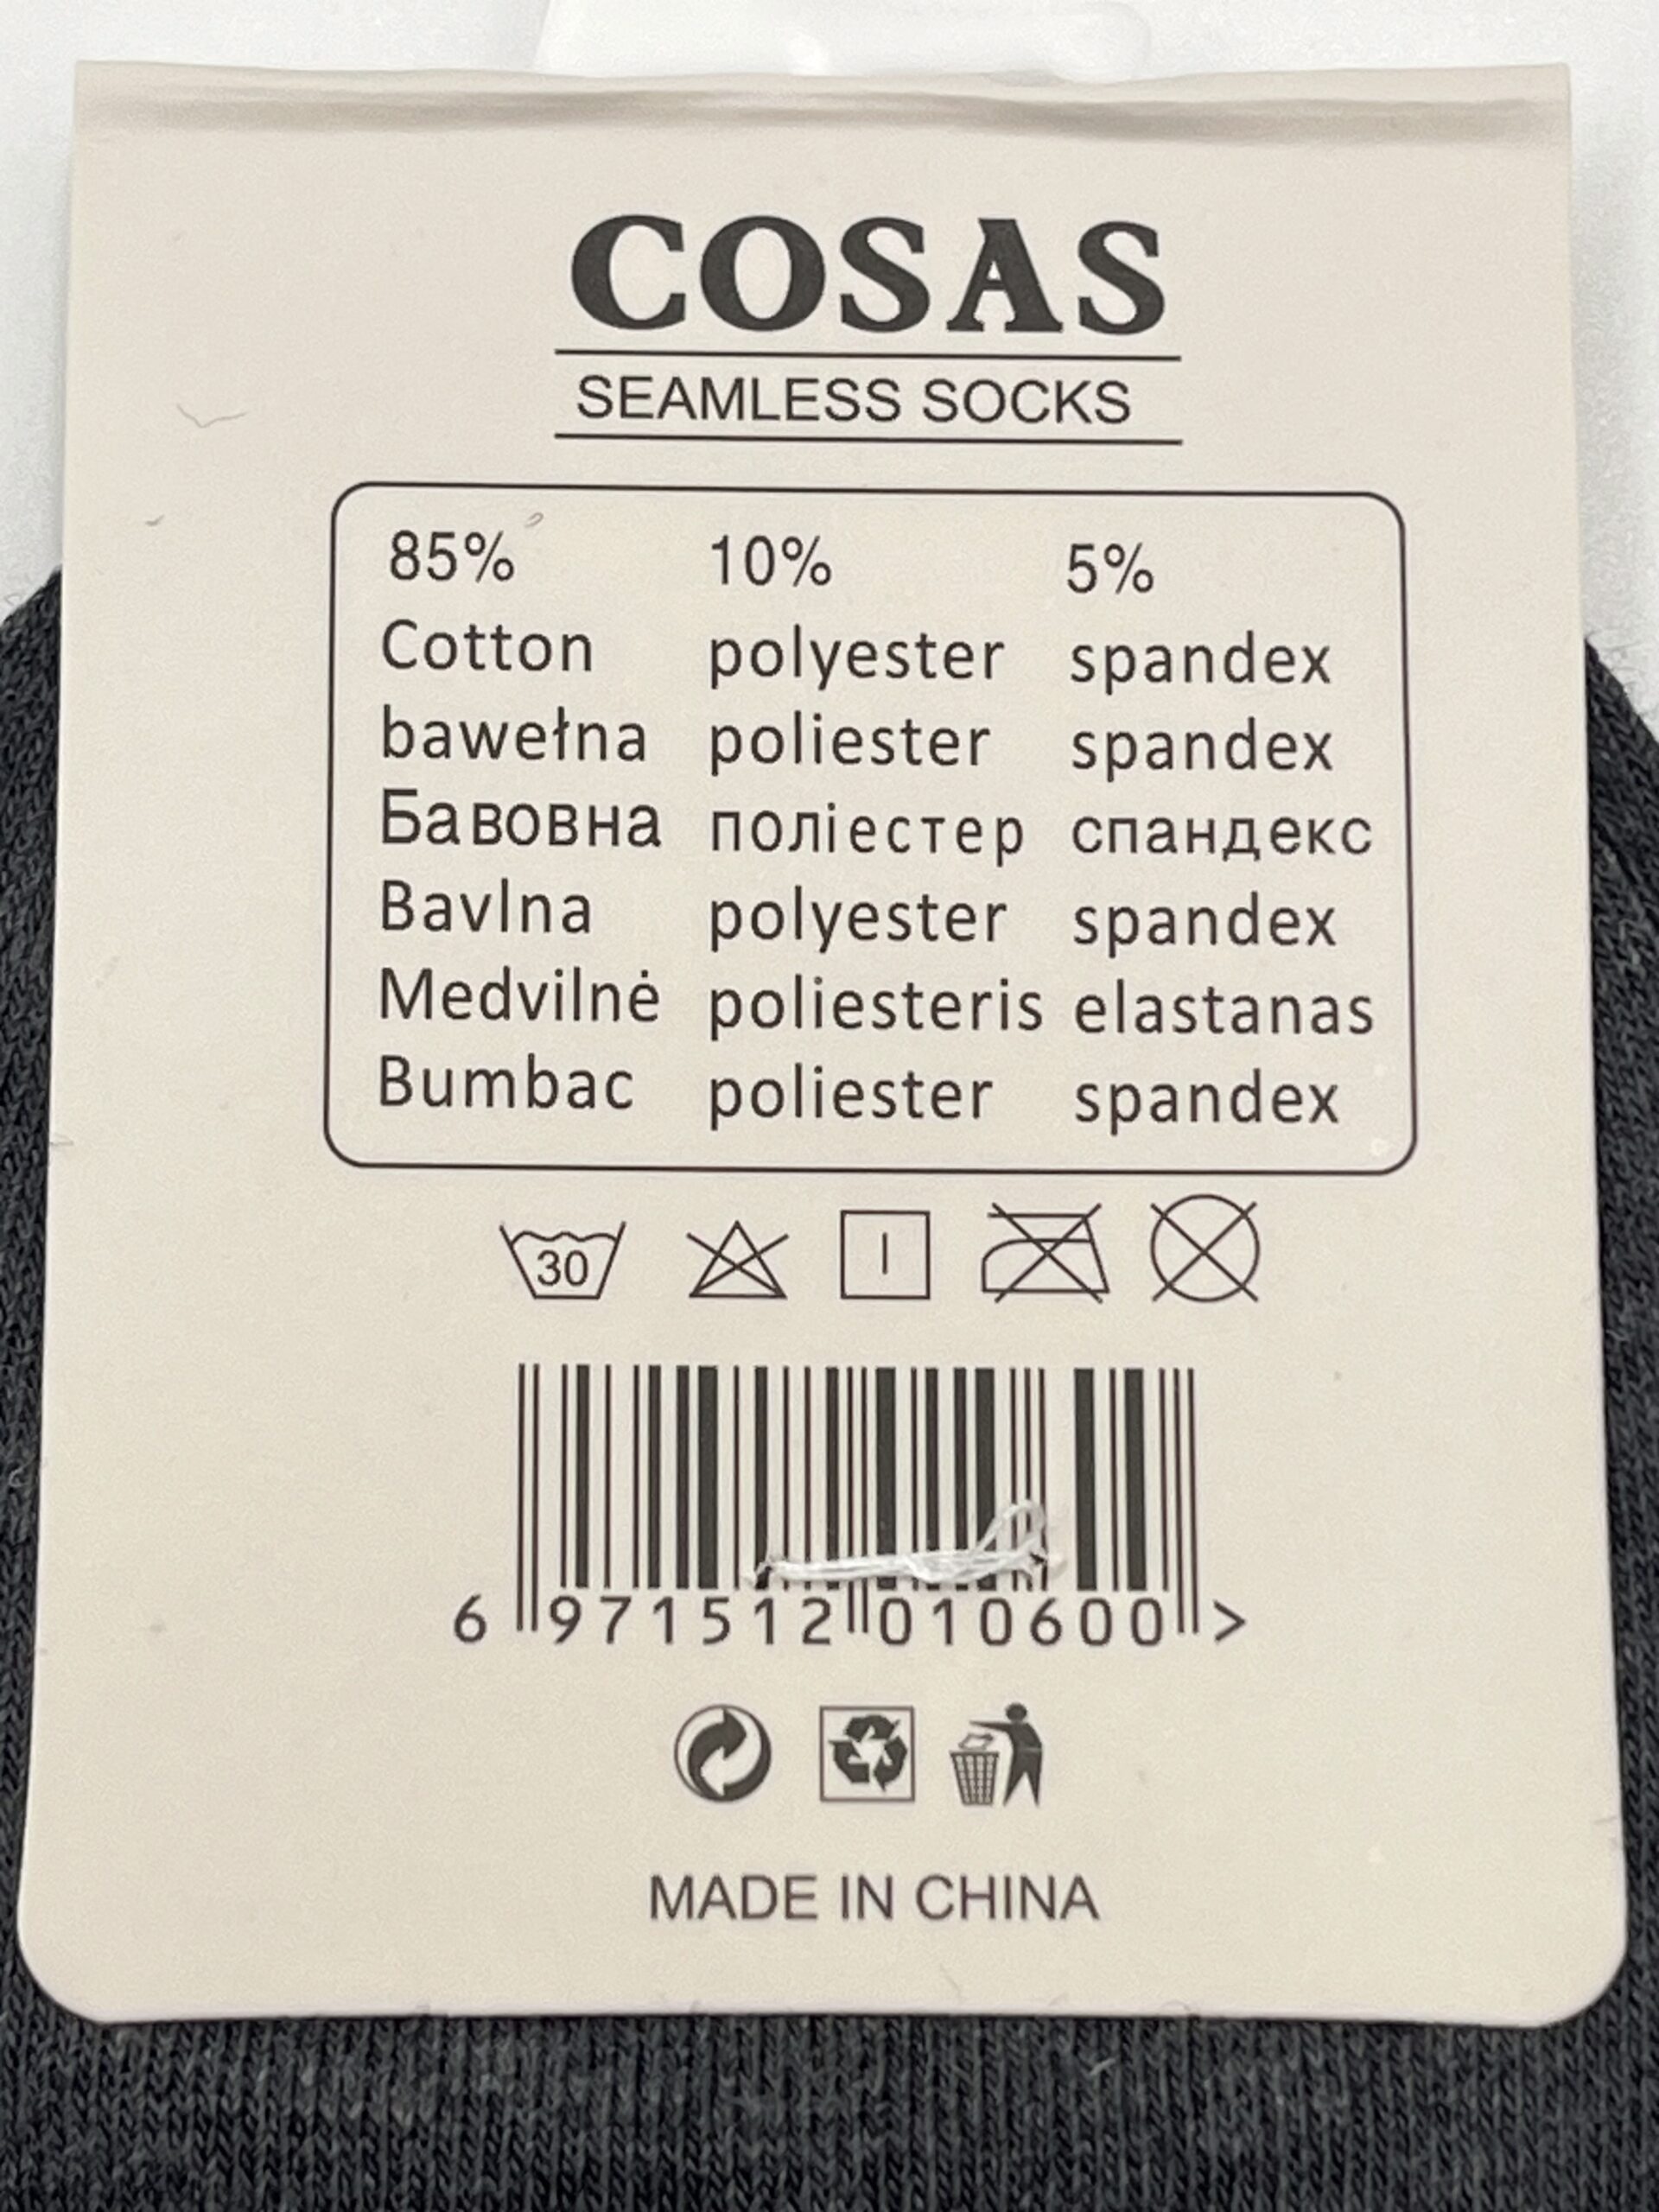 COSAS
SEAMLESS SOCKS
85% 10% 5%
Cotton polyester spandex
bawełna poliester spandex
Бавовна поліестер спандекс
Bavlna polyester spandex
Medvilnė poliesteris elastanas
Bumbac poliester spandex
30
6 971512 010600 >
MADE IN CHINA